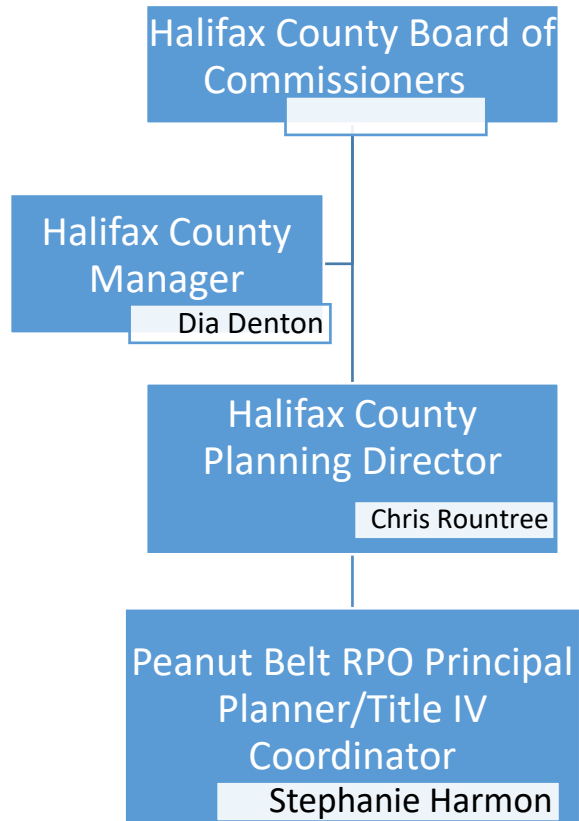 Halifax County Board of
Commissioners
Halifax County
Manager
Dia Denton
Halifax County
Planning Director
Chris Rountree
Peanut Belt RPO Principal
Planner/Title IV
Coordinator
Stephanie Harmon